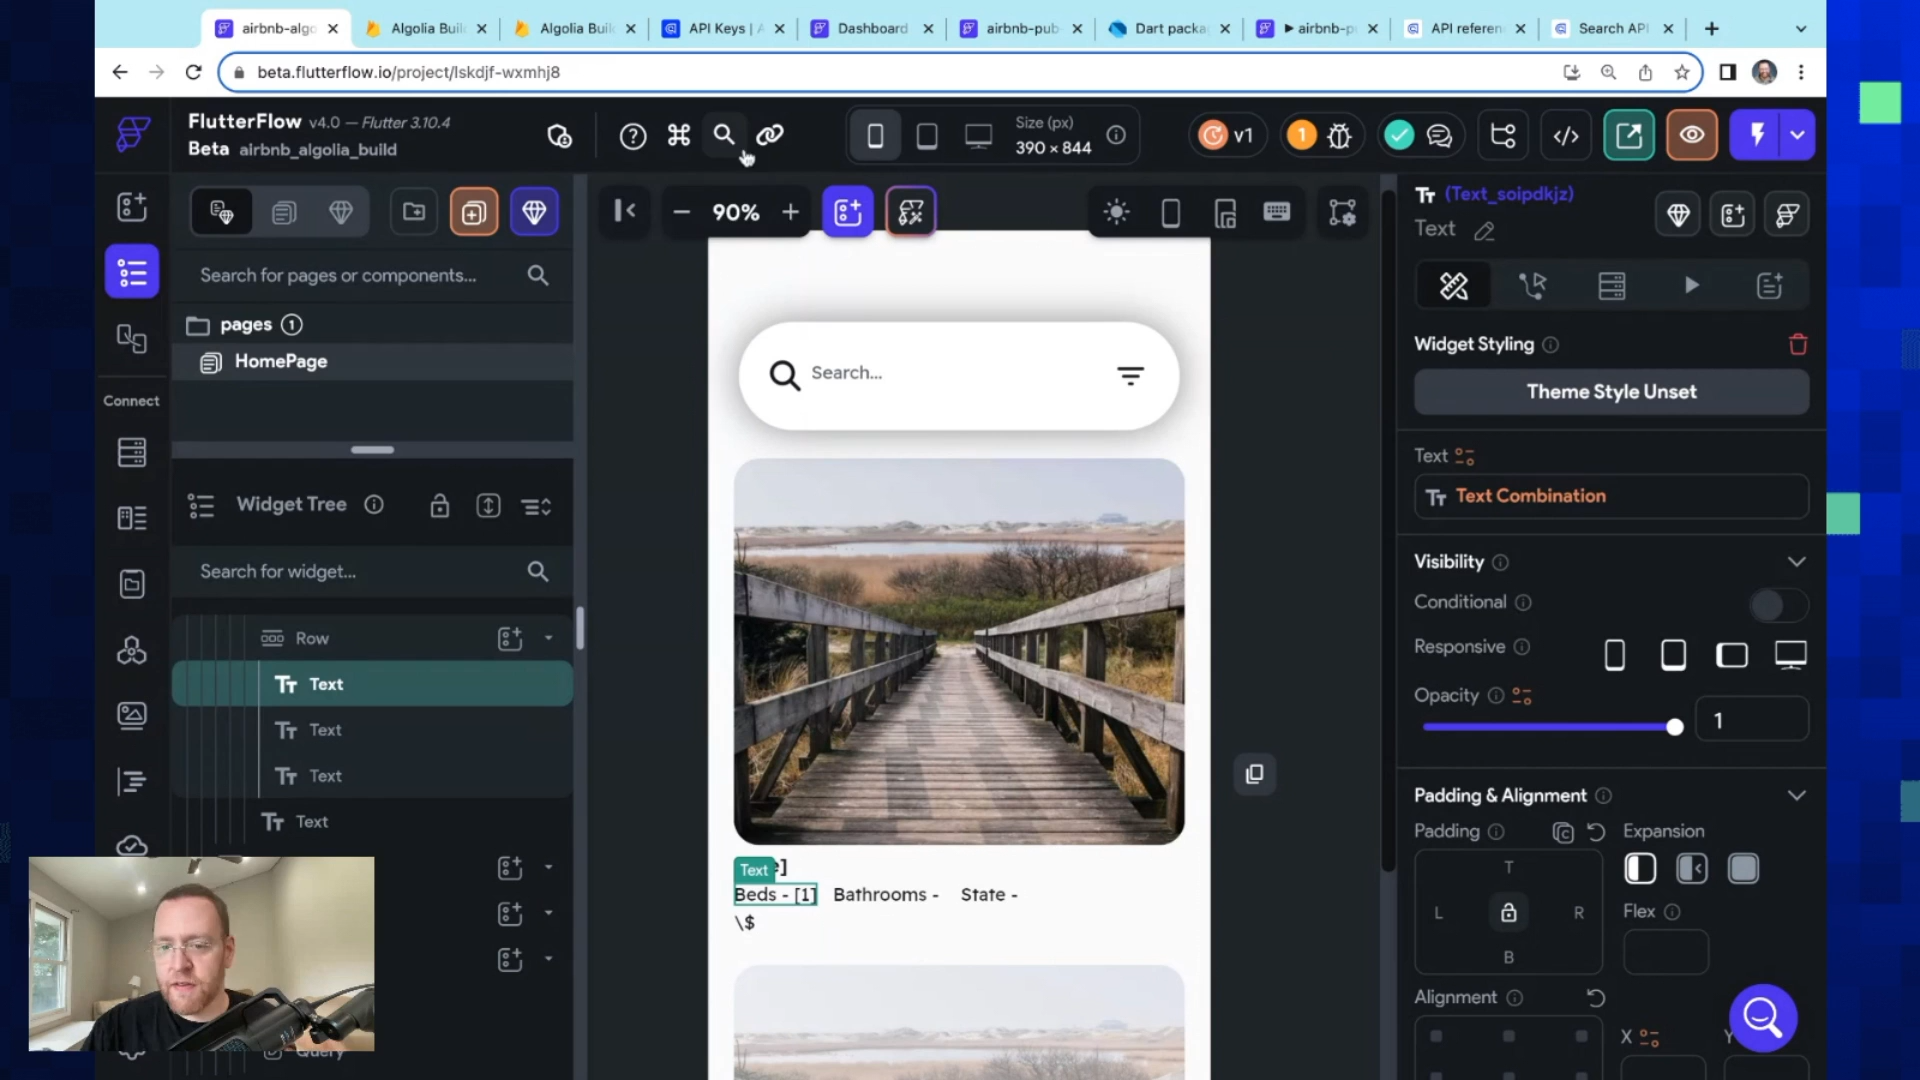 airbnb-algo
Algolia Buil
Algolia Buil
API Keys | A
Dashboard
airbnb-pub
Dart packa
airbnb-p
API referen
Search API
beta.flutterflow.io/project/lskdjf-wxmhj8
FlutterFlow v4.0 — Flutter 3.10.4
Beta airbnb_algolia_build
Size (px)
390 × 844
v1
1
90%
Search for pages or components...
pages 1
HomePage
Connect
Widget Tree
Search for widget...
Row
Text
Text
Text
Text
Query
Search...
Text
e]
Beds - [1]
Bathrooms -
State -
\$
(Text_soipdkjz)
Text
Widget Styling
Theme Style Unset
Text
Text Combination
Visibility
Conditional
Responsive
Opacity
1
Padding & Alignment
Padding
Expansion
T
L
R
B
Flex
Alignment
X
Y